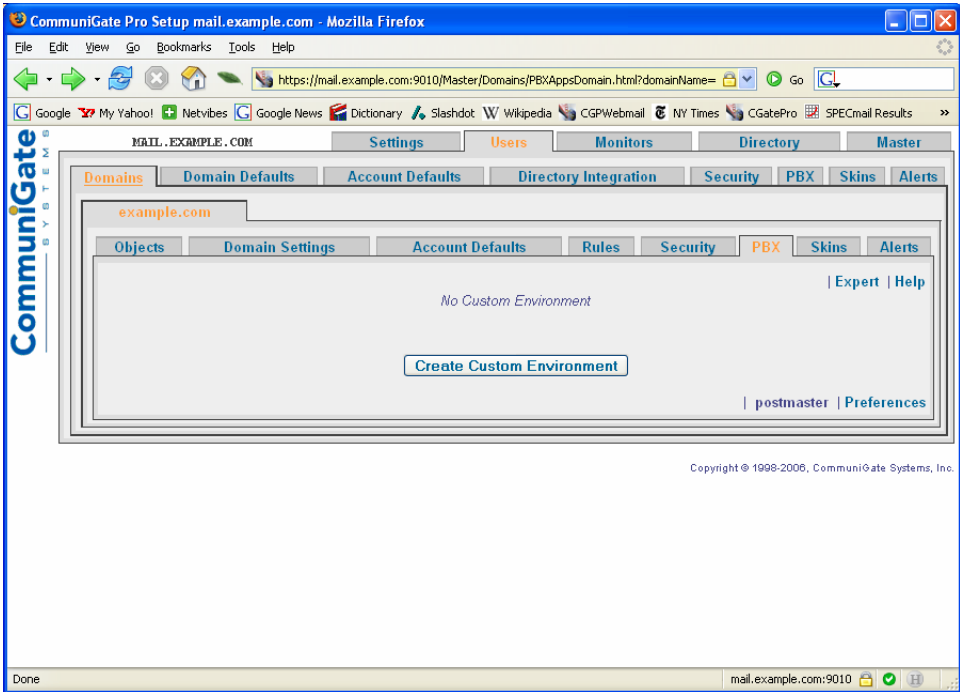 CommuniGate Pro Setup mail.example.com - Mozilla Firefox
File Edit View Go Bookmarks Tools Help
https://mail.example.com:9010/Master/Domains/PBXAppsDomain.html?domainName= Go
Google My Yahoo! Netvibes Google News Dictionary Slashdot Wikipedia CGPWebmail NY Times CGatePro SPECmail Results »
CommuniGate
SYSTEMS
MAIL.EXAMPLE.COM Settings Users Monitors Directory Master
Domains Domain Defaults Account Defaults Directory Integration Security PBX Skins Alerts
example.com
Objects Domain Settings Account Defaults Rules Security PBX Skins Alerts
| Expert | Help
No Custom Environment
Create Custom Environment
| postmaster | Preferences
Copyright © 1998-2006, CommuniGate Systems, Inc.
Done mail.example.com:9010